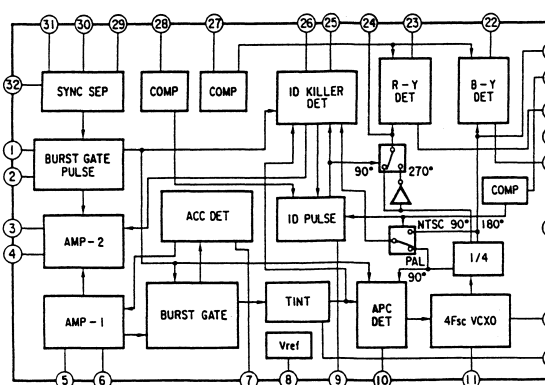 31 30 29 28 27 26 25 24 23 22
32
SYNC SEP
COMP
COMP
ID KILLER
DET
R-Y
DET
B-Y
DET
1
2
BURST GATE
PULSE
90° 270°
COMP
3
4
AMP-2
ACC DET
ID PULSE
NTSC 90° 180°
PAL
90°
1/4
AMP-1
BURST GATE
TINT
APC
DET
4Fsc VCXO
Vref
5 6 7 8 9 10 11